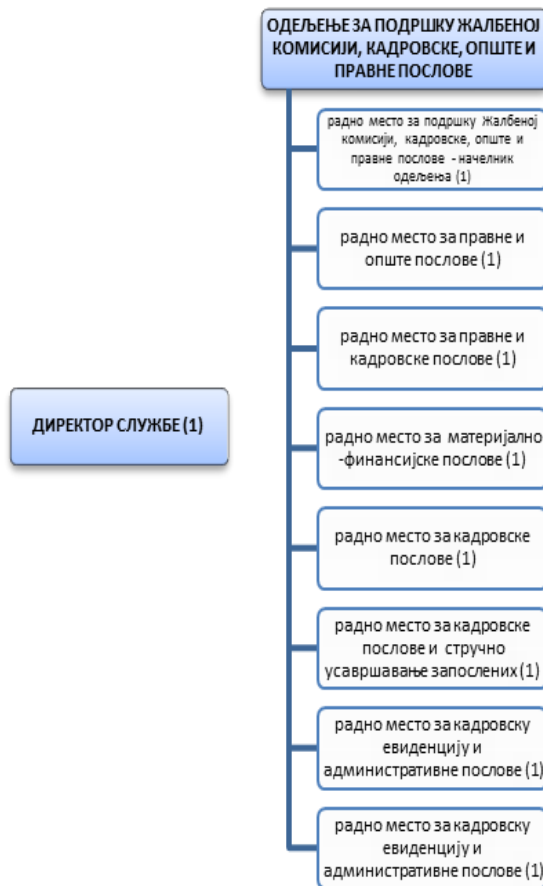 ОДЕЉЕЊЕ ЗА ПОДРШКУ ЖАЛБЕНОЈ
КОМИСИЈИ, КАДРОВСКЕ, ОПШТЕ И
ПРАВНЕ ПОСЛОВЕ
радно место за подршку Жалбеној
комисији, кадровске, опште и
правне послове - начелник
одељења (1)
радно место за правне и
опште послове (1)
радно место за правне и
кадровске послове (1)
ДИРЕКТОР СЛУЖБЕ (1)
радно место за материјално
-финансијске послове (1)
радно место за кадровске
послове (1)
радно место за кадровске
послове и стручно
усавршавање запослених (1)
радно место за кадровску
евиденцију и
административне послове (1)
радно место за кадровску
евиденцију и
административне послове (1)